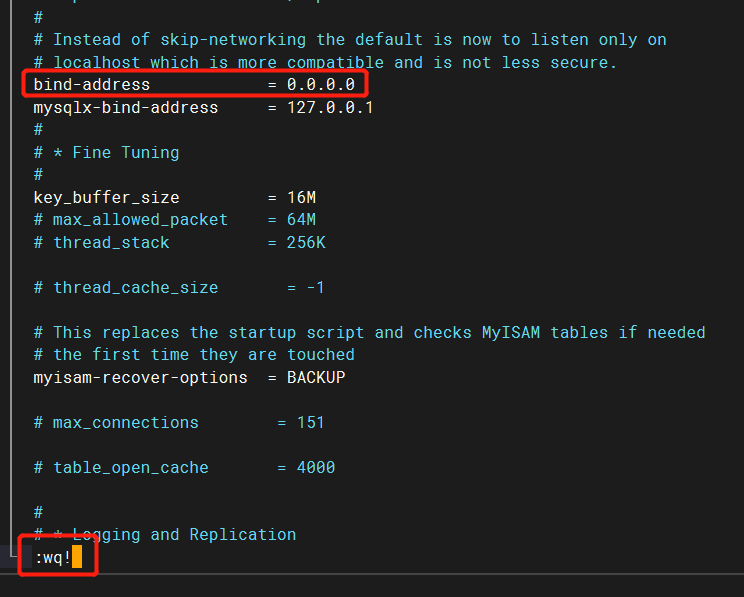 #
# Instead of skip-networking the default is now to listen only on
# localhost which is more compatible and is not less secure.
bind-address            = 0.0.0.0
mysqlx-bind-address     = 127.0.0.1
#
# * Fine Tuning
#
key_buffer_size         = 16M
# max_allowed_packet    = 64M
# thread_stack          = 256K
# thread_cache_size       = -1
# This replaces the startup script and checks MyISAM tables if needed
# the first time they are touched
myisam-recover-options  = BACKUP
# max_connections        = 151
# table_open_cache       = 4000
#
# * Logging and Replication
:wq!